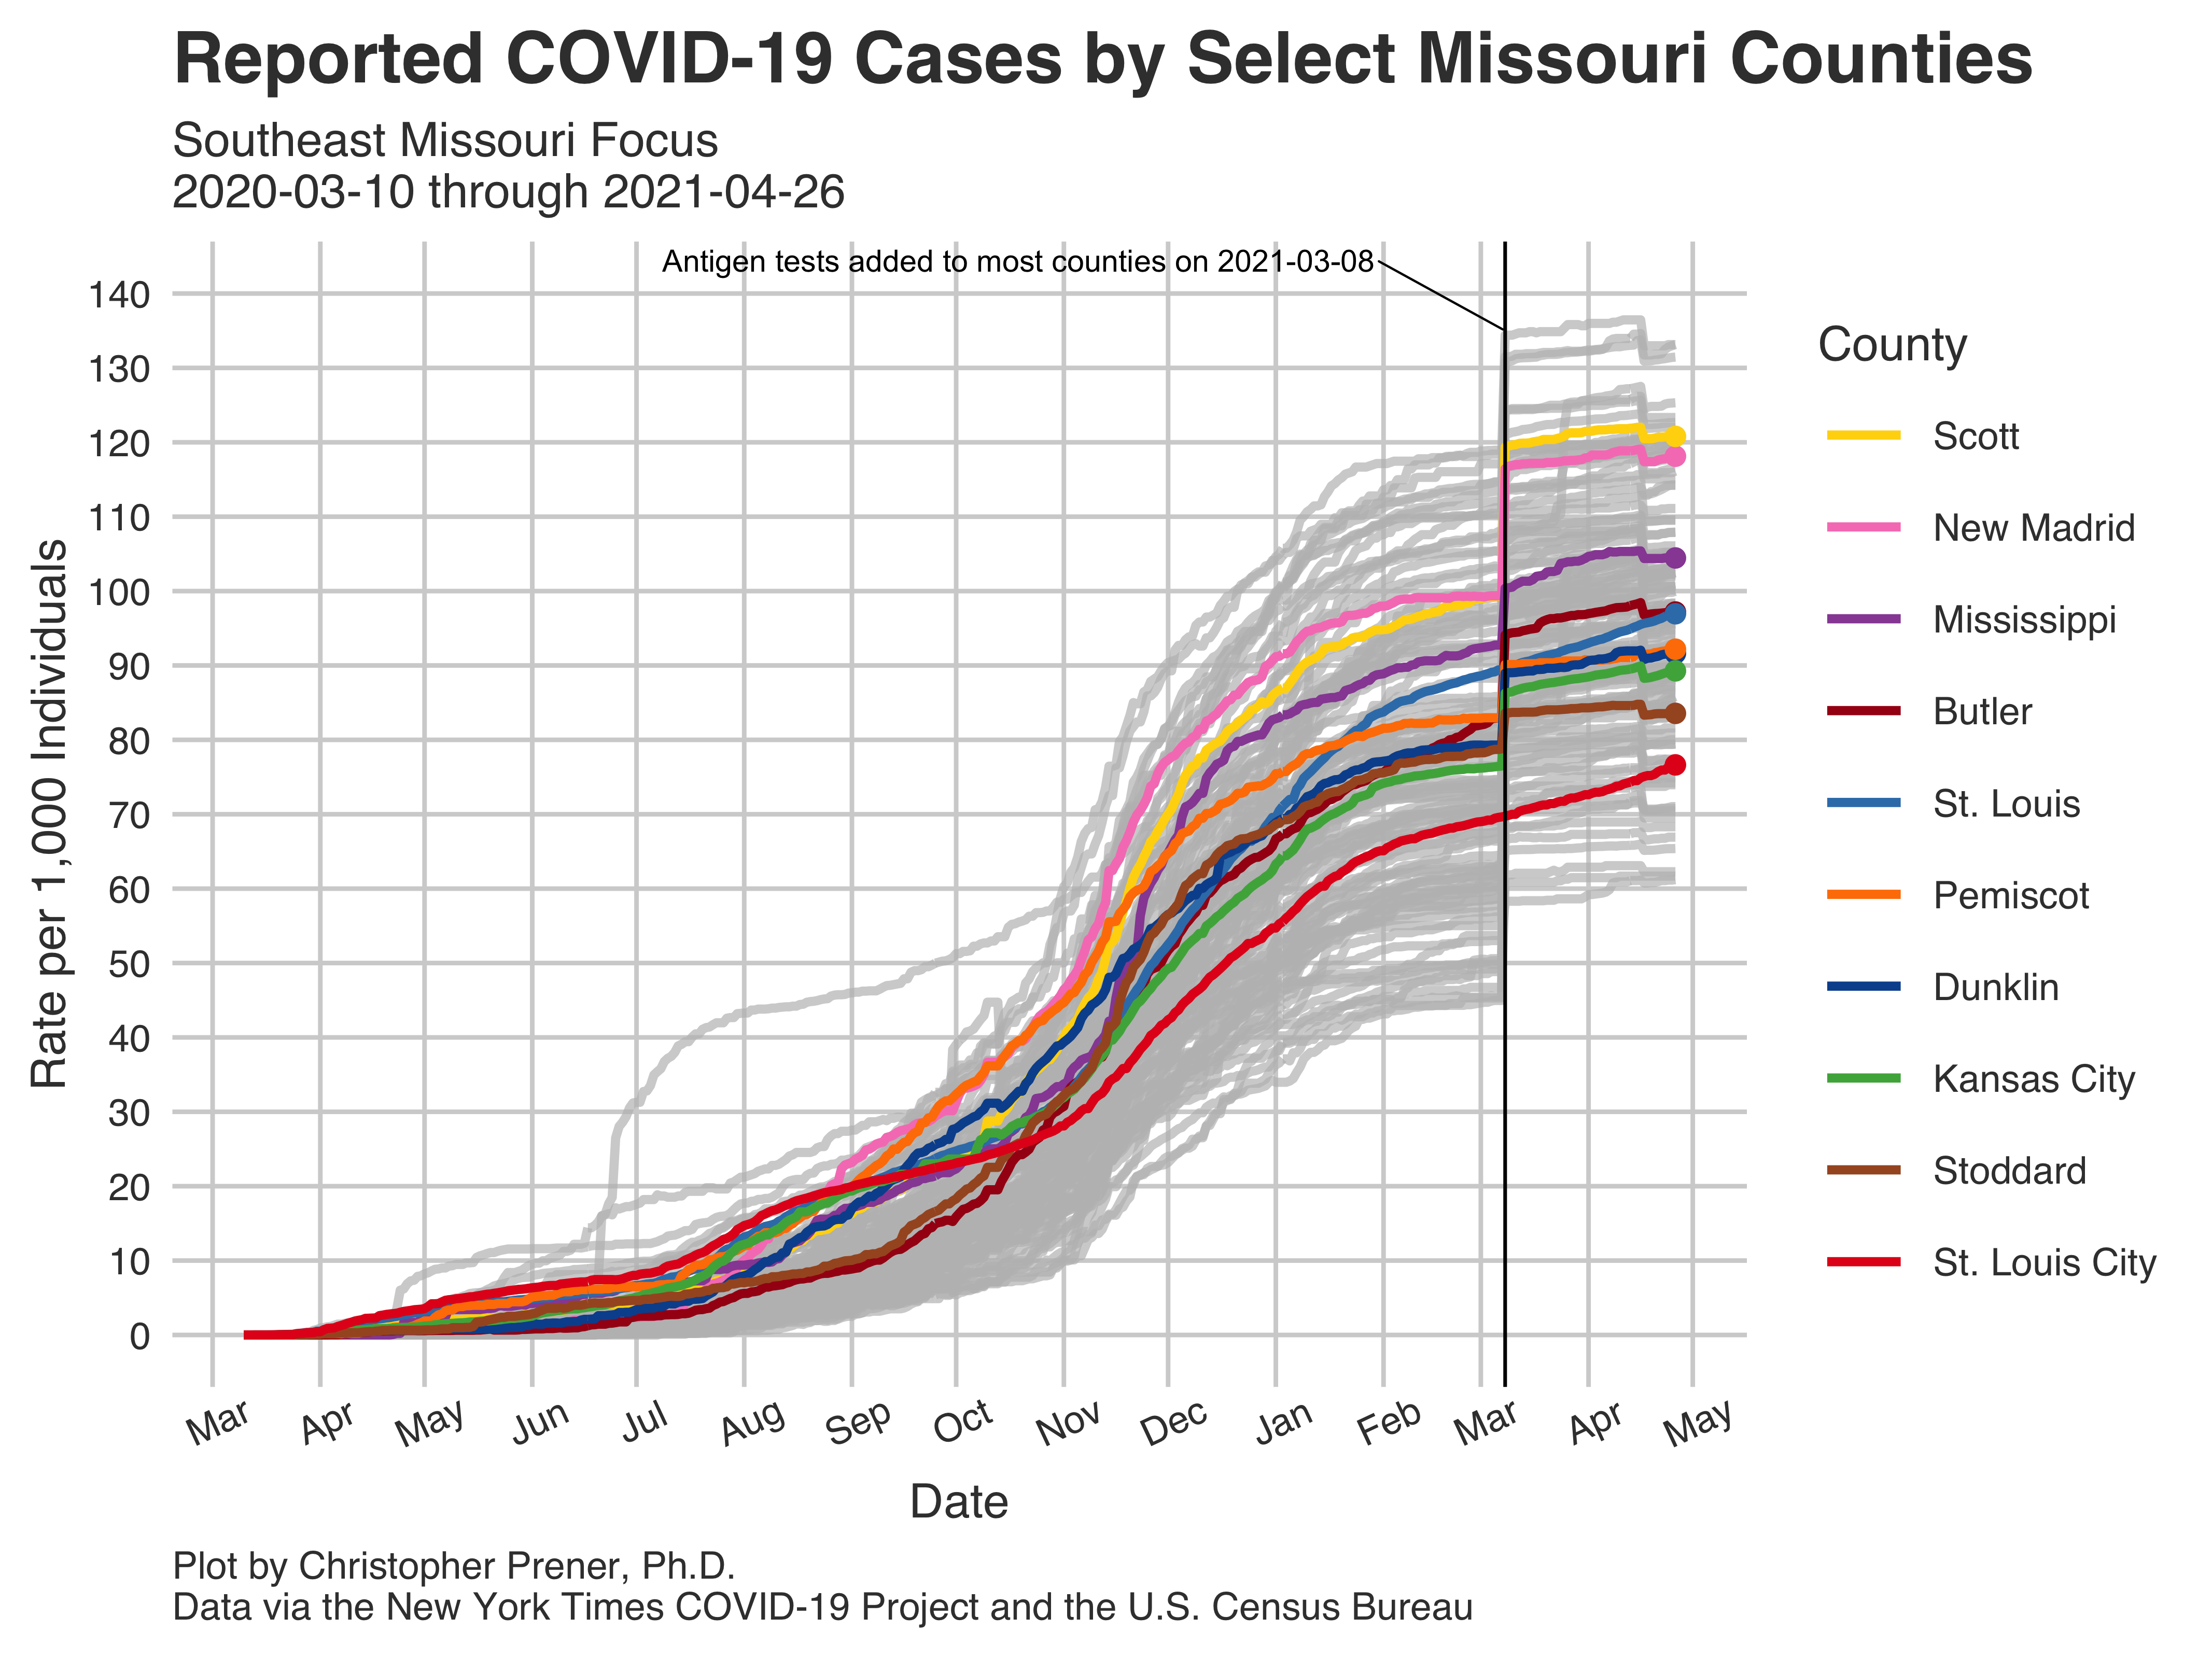 Reported COVID-19 Cases by Select Missouri Counties
Southeast Missouri Focus
2020-03-10 through 2021-04-26
Antigen tests added to most counties on 2021-03-08
140
130
120
110
100
90
80
70
60
50
40
30
20
10
0
Rate per 1,000 Individuals
Mar
Apr
May
Jun
Jul
Aug
Sep
Oct
Nov
Dec
Jan
Feb
Mar
Apr
May
Date
County
Scott
New Madrid
Mississippi
Butler
St. Louis
Pemiscot
Dunklin
Kansas City
Stoddard
St. Louis City
Plot by Christopher Prener, Ph.D.
Data via the New York Times COVID-19 Project and the U.S. Census Bureau